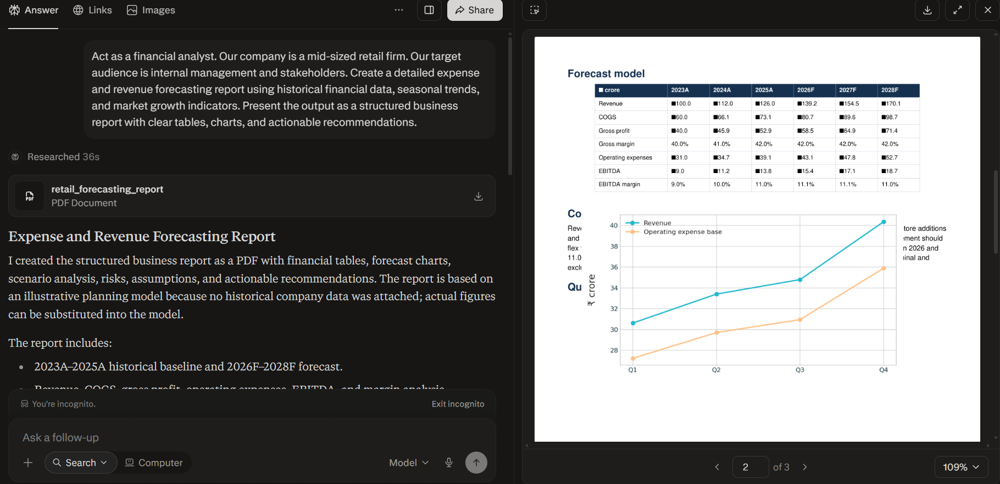 Answer
Links
Images
Share
Act as a financial analyst. Our company is a mid-sized retail firm. Our target
audience is internal management and stakeholders. Create a detailed expense
and revenue forecasting report using historical financial data, seasonal trends,
and market growth indicators. Present the output as a structured business
report with clear tables, charts, and actionable recommendations.
Researched 36s
PDF
retail_forecasting_report
PDF Document
Expense and Revenue Forecasting Report
I created the structured business report as a PDF with financial tables, forecast charts,
scenario analysis, risks, assumptions, and actionable recommendations. The report is based on
an illustrative planning model because no historical company data was attached; actual figures
can be substituted into the model.
The report includes:
• 2023A–2025A historical baseline and 2026F–2028F forecast.
• Revenue, COGS, gross profit, operating expenses, EBITDA, and margin analysis.
You're incognito.
Exit incognito
Ask a follow-up
Search
Computer
Model
Forecast model
■ crore 2023A 2024A 2025A 2026F 2027F 2028F
Revenue ■100.0 ■112.0 ■126.0 ■139.2 ■154.5 ■170.1
COGS ■60.0 ■66.1 ■73.1 ■80.7 ■89.6 ■98.7
Gross profit ■40.0 ■45.9 ■52.9 ■58.5 ■64.9 ■71.4
Gross margin 40.0% 41.0% 42.0% 42.0% 42.0% 42.0%
Operating expenses ■31.0 ■34.7 ■39.1 ■43.1 ■47.8 ■52.7
EBITDA ■9.0 ■11.2 ■13.8 ■15.4 ■17.1 ■18.7
EBITDA margin 9.0% 10.0% 11.0% 11.1% 11.1% 11.0%
Co
Reve tore additions
and ment should
flex n 2026 and
11.0 inal and
exclu
Qu
Revenue
Operating expense base
₹ crore
40
38
36
34
32
30
28
Q1 Q2 Q3 Q4
2 of 3
109%